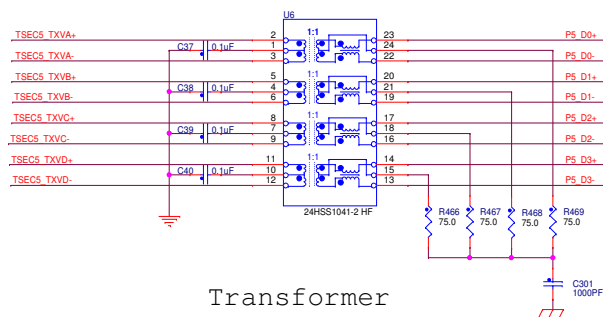 U6
TSEC5_TXVA+ 2 1:1 23 P5_D0+
C37 0.1uF 1 24
TSEC5_TXVA- 3 22 P5_D0-
TSEC5_TXVB+ 5 1:1 20 P5_D1+
C38 0.1uF 4 21
TSEC5_TXVB- 6 19 P5_D1-
TSEC5_TXVC+ 8 1:1 17 P5_D2+
C39 0.1uF 7 18
TSEC5_TXVC- 9 16 P5_D2-
TSEC5_TXVD+ 11 1:1 14 P5_D3+
C40 0.1uF 10 15
TSEC5_TXVD- 12 13 P5_D3-
24HSS1041-2 HF
R466 R467 R468 R469
75.0 75.0 75.0 75.0
C301
1000PF
Transformer